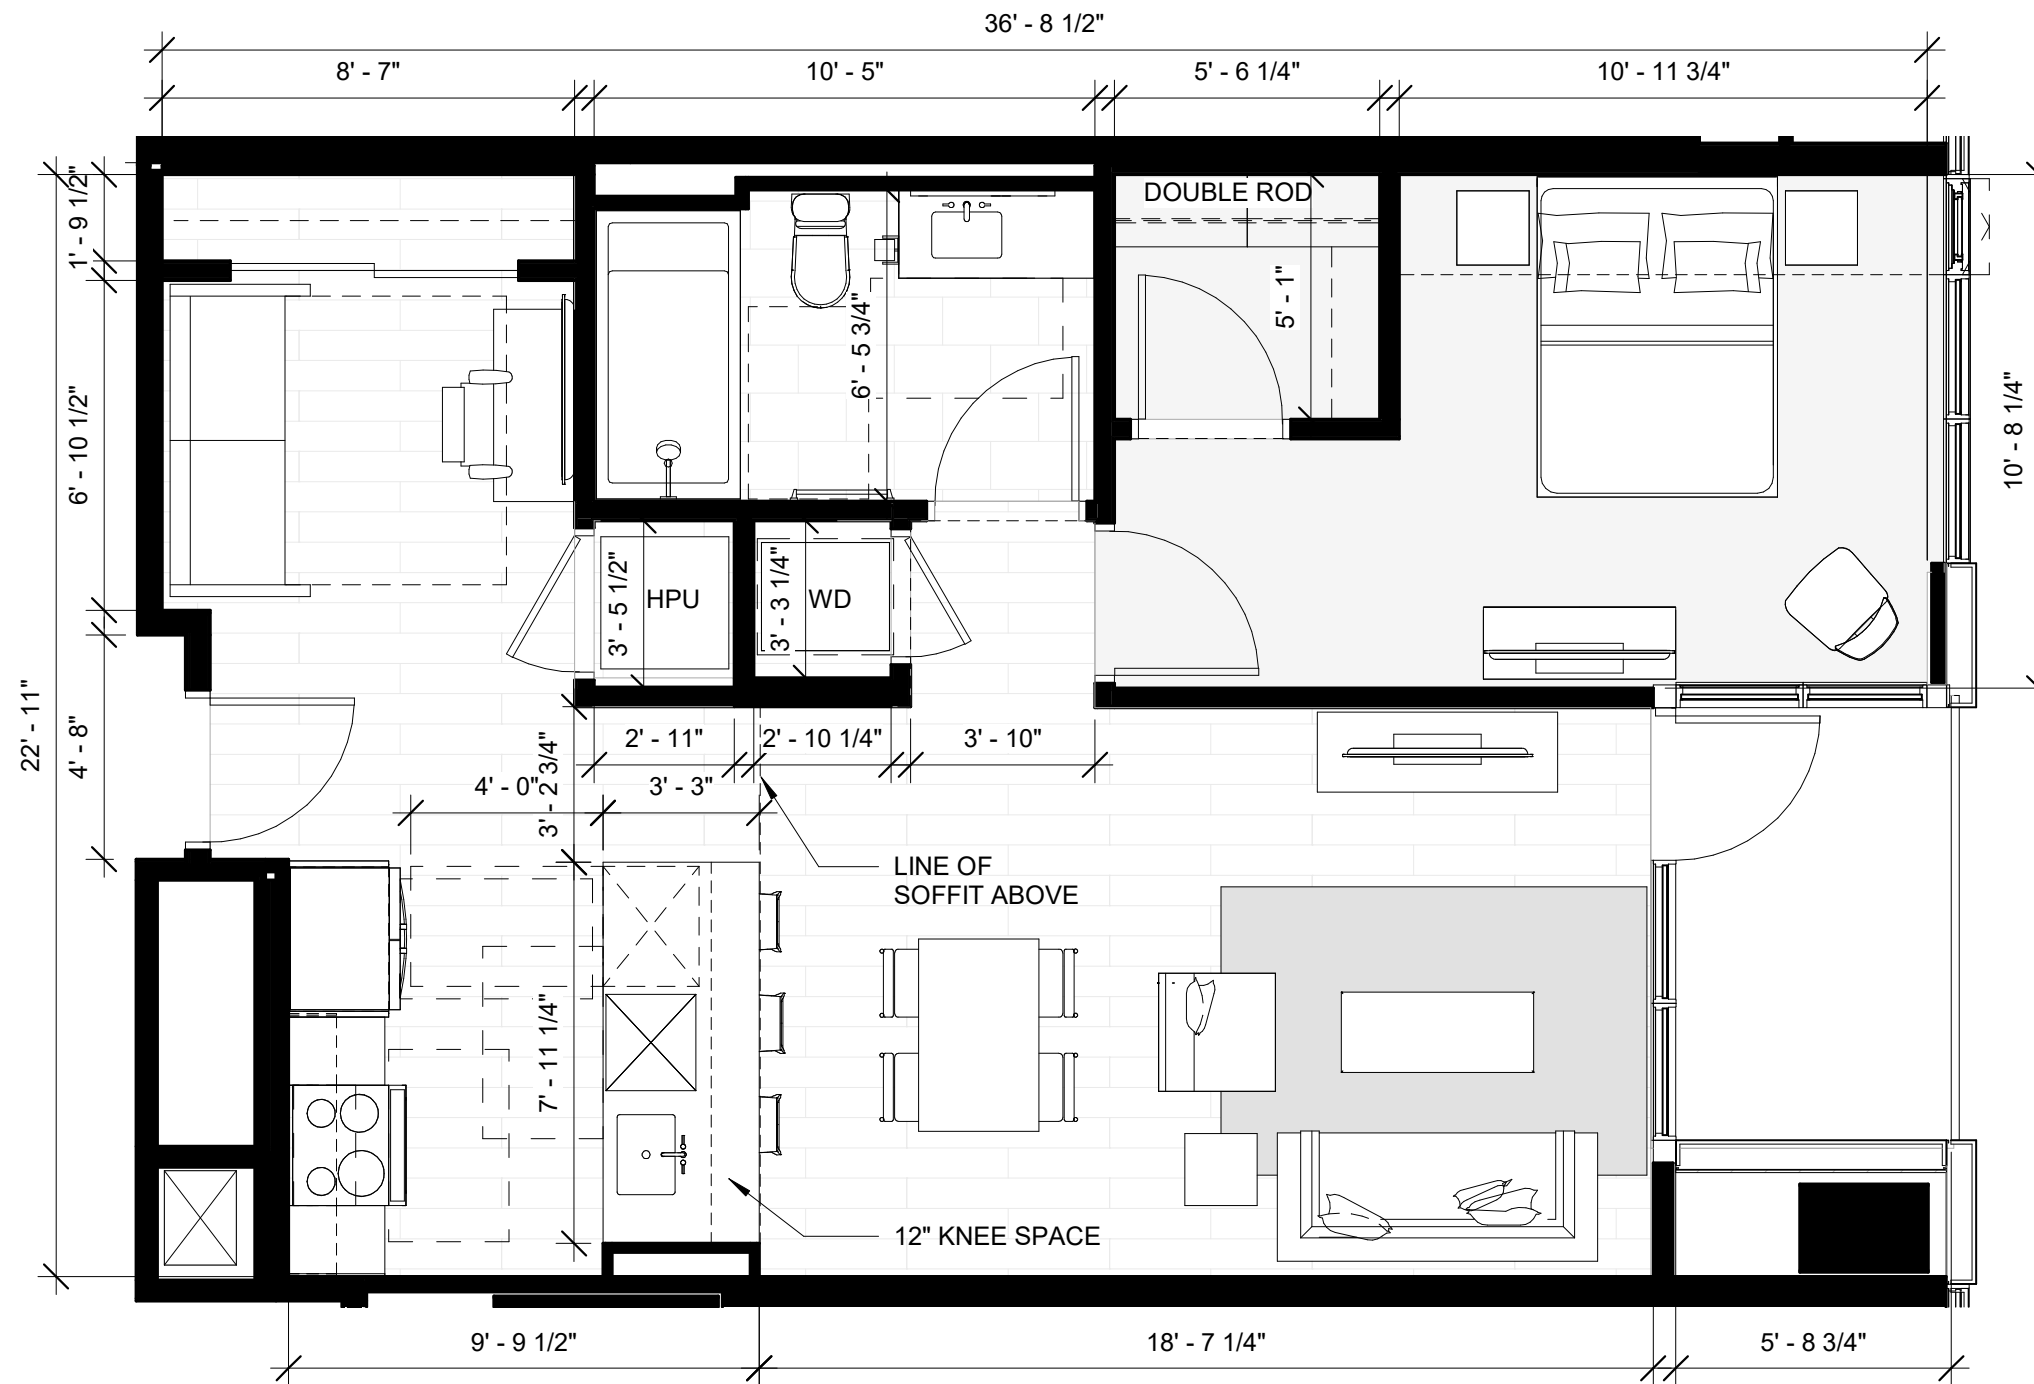 36' - 8 1/2"
8' - 7"
10' - 5"
5' - 6 1/4"
10' - 11 3/4"
1' - 9 1/2"
DOUBLE ROD
5' - 1"
6' - 5 3/4"
6' - 10 1/2"
10' - 8 1/4"
3' - 5 1/2"
HPU
3' - 3 1/4"
WD
22' - 11"
4' - 8"
2' - 11"
2' - 10 1/4"
3' - 10"
4' - 0"
3' - 2 3/4"
3' - 3"
LINE OF
SOFFIT ABOVE
7' - 11 1/4"
12" KNEE SPACE
9' - 9 1/2"
18' - 7 1/4"
5' - 8 3/4"